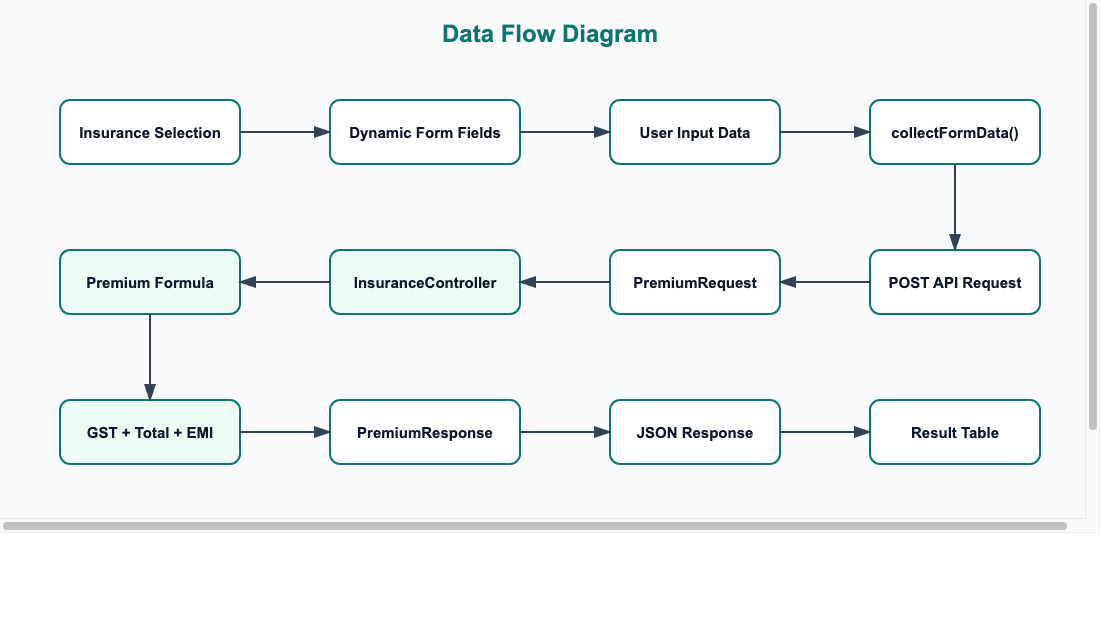 Data Flow Diagram
Insurance Selection
Dynamic Form Fields
User Input Data
collectFormData()
Premium Formula
InsuranceController
PremiumRequest
POST API Request
GST + Total + EMI
PremiumResponse
JSON Response
Result Table